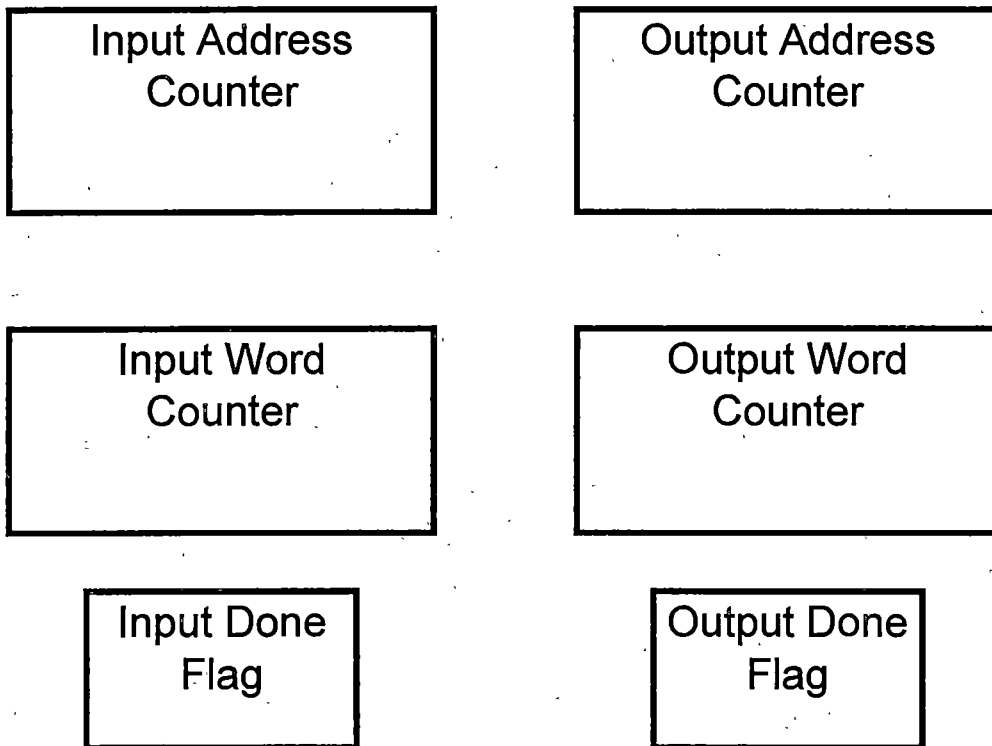 Input Address
Counter
Output Address
Counter
Input Word
Counter
Output Word
Counter
Input Done
Flag
Output Done
Flag